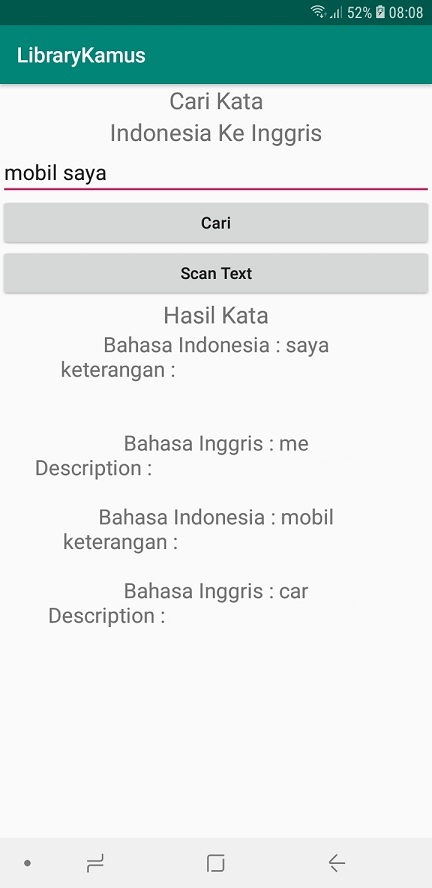 52% 08:08
LibraryKamus
Cari Kata
Indonesia Ke Inggris
mobil saya
Cari
Scan Text
Hasil Kata
Bahasa Indonesia : saya
keterangan :
Bahasa Inggris : me
Description :
Bahasa Indonesia : mobil
keterangan :
Bahasa Inggris : car
Description :